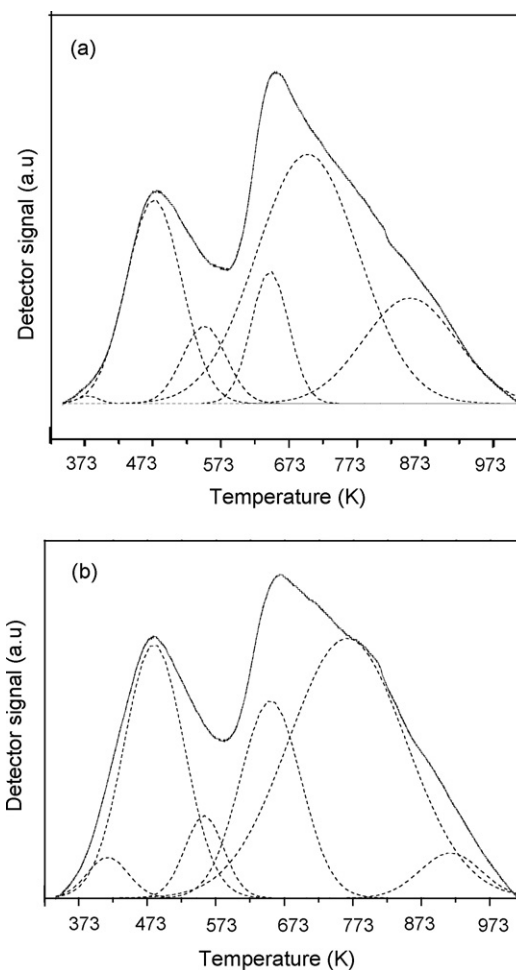 (a)
Detector signal (a.u)
373 473 573 673 773 873 973
Temperature (K)
(b)
Detector signal (a.u)
373 473 573 673 773 873 973
Temperature (K)